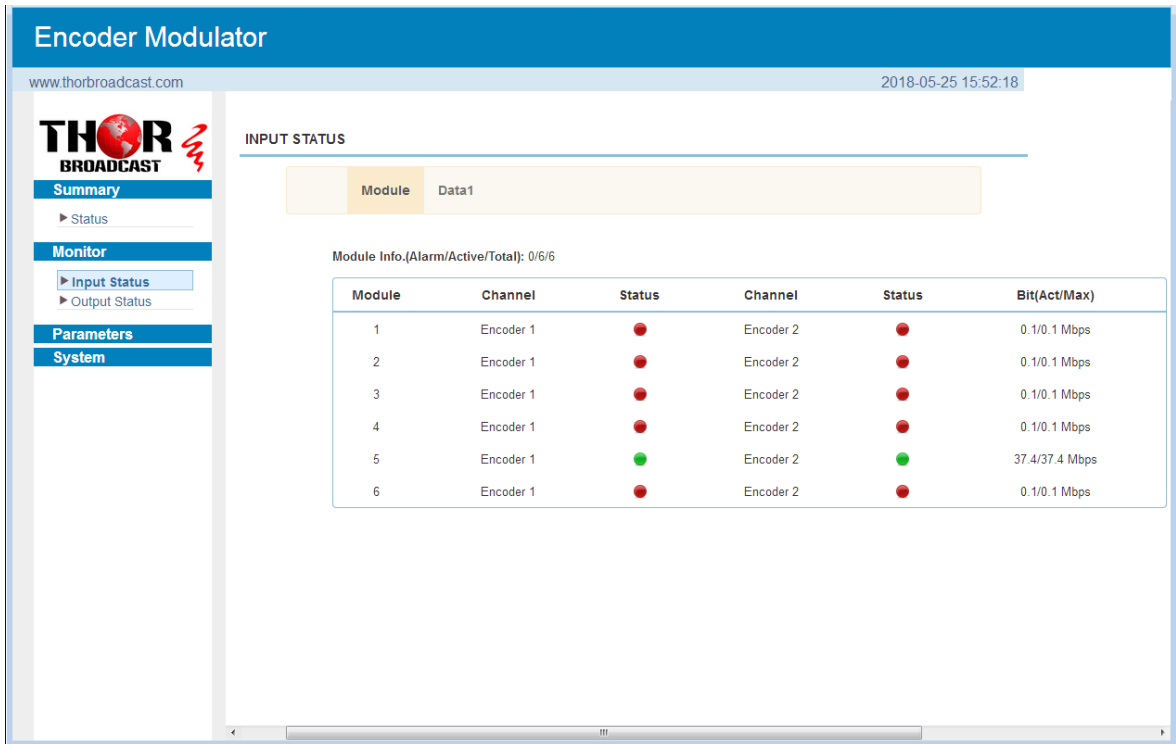 Encoder Modulator
www.thorbroadcast.com 2018-05-25 15:52:18
THOR
BROADCAST
Summary
Status
Monitor
Input Status
Output Status
Parameters
System
INPUT STATUS
Module Data1
Module Info.(Alarm/Active/Total): 0/6/6
Module Channel Status Channel Status Bit(Act/Max)
1 Encoder 1 Encoder 2 0.1/0.1 Mbps
2 Encoder 1 Encoder 2 0.1/0.1 Mbps
3 Encoder 1 Encoder 2 0.1/0.1 Mbps
4 Encoder 1 Encoder 2 0.1/0.1 Mbps
5 Encoder 1 Encoder 2 37.4/37.4 Mbps
6 Encoder 1 Encoder 2 0.1/0.1 Mbps